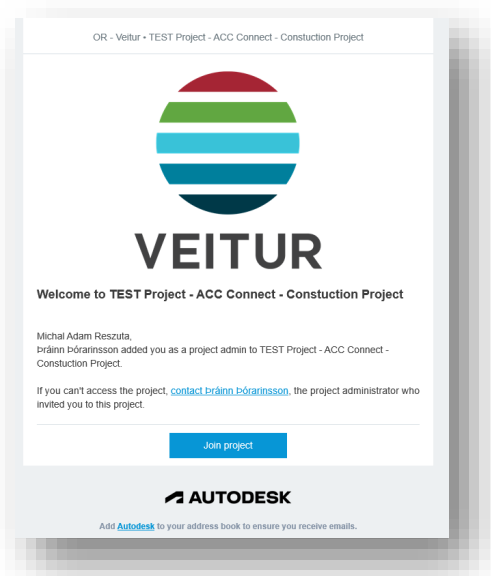 OR - Veitur • TEST Project - ACC Connect - Constuction Project
VEITUR
Welcome to TEST Project - ACC Connect - Constuction Project
Michal Adam Reszuta,
Þráinn Þórarinsson added you as a project admin to TEST Project - ACC Connect -
Constuction Project.
If you can't access the project, contact Þráinn Þórarinsson, the project administrator who
invited you to this project.
Join project
AUTODESK
Add Autodesk to your address book to ensure you receive emails.